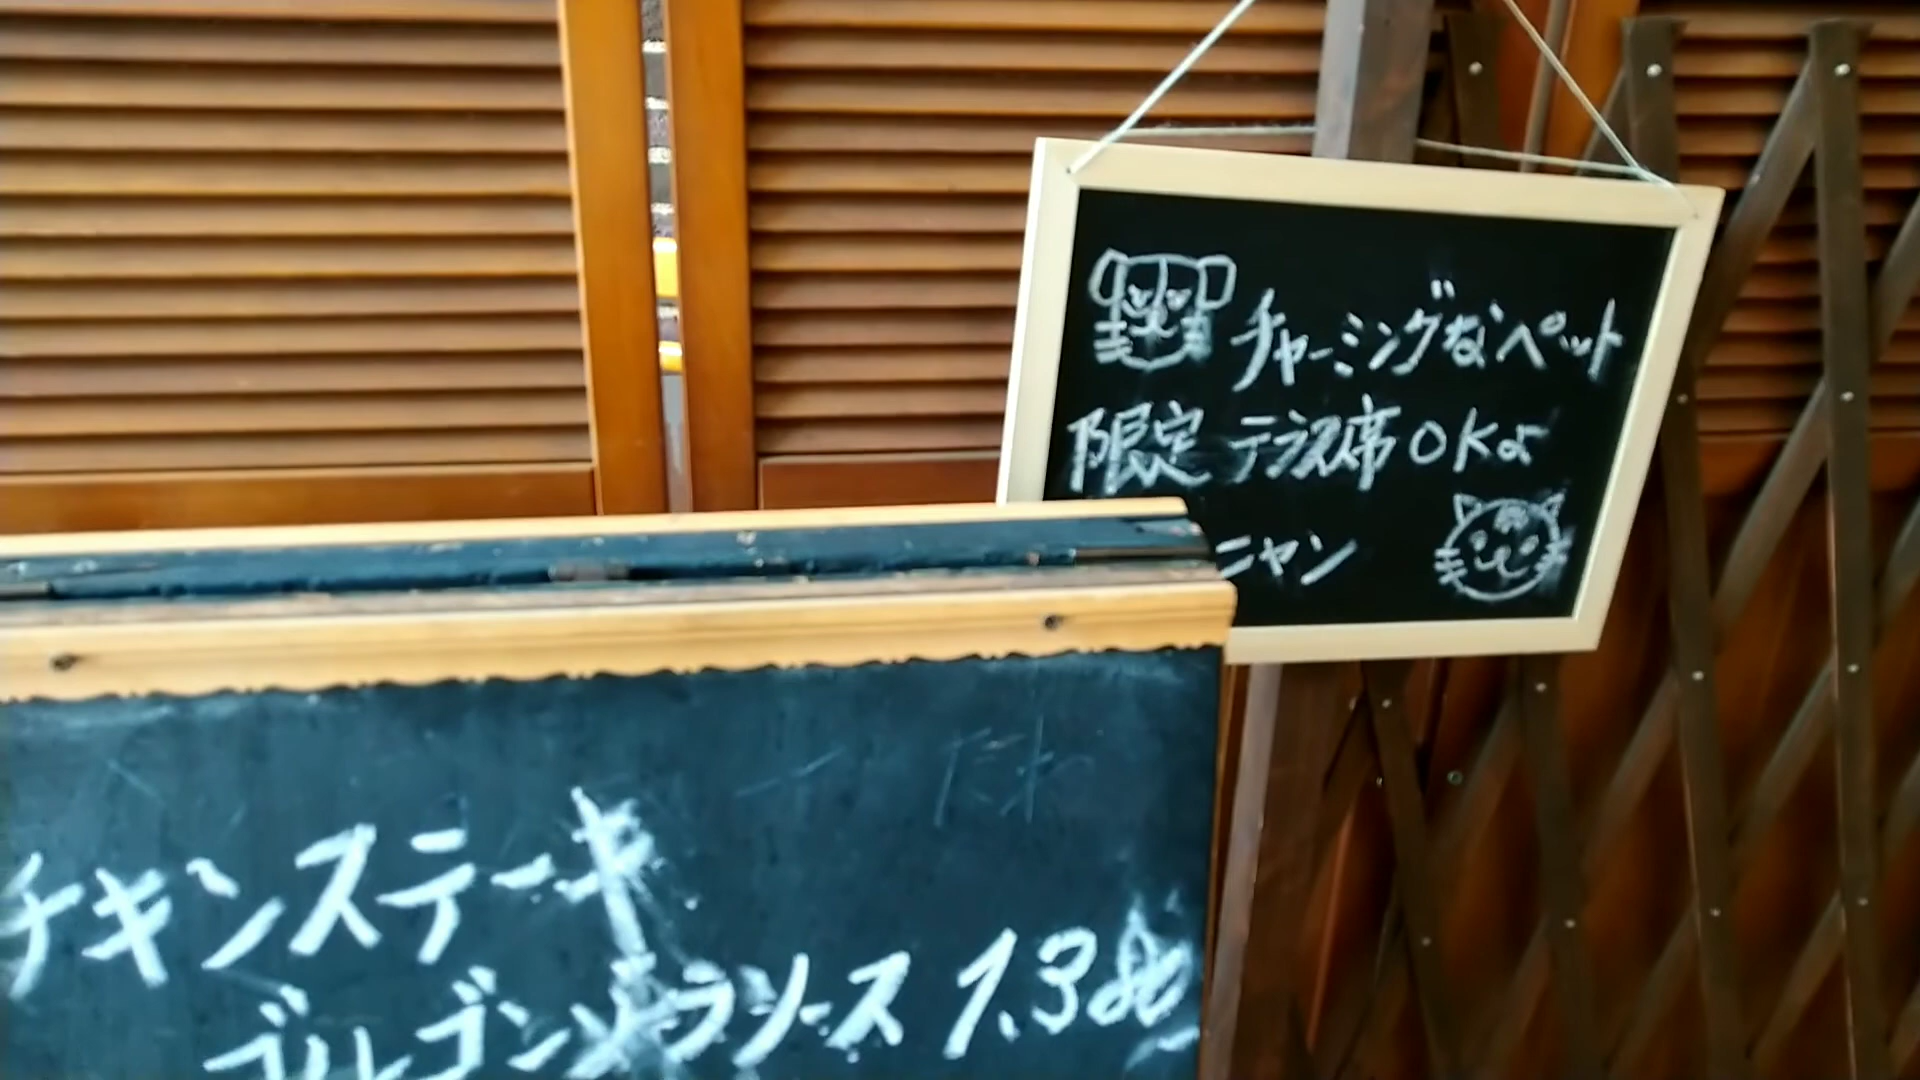 チャーミングなペット
限定 テラス席OKよ
ニャン
チキンステーキ
ゴルゴンゾーラソース 1.380